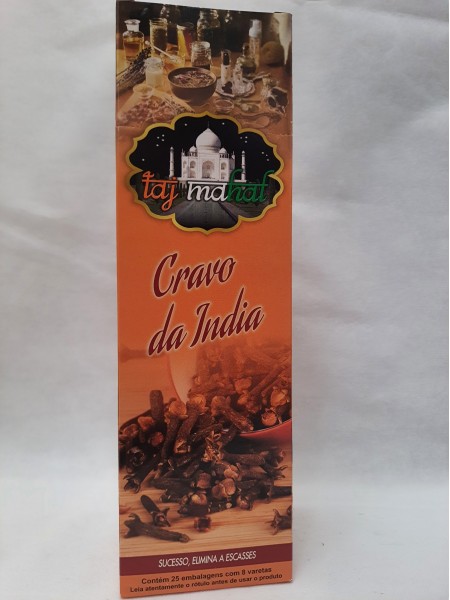 taj mahal
Cravo
da India
SUCESSO, ELIMINA A ESCASSES
Contém 25 embalagens com 8 varetas
Leia atentamente o rótulo antes de usar o produto